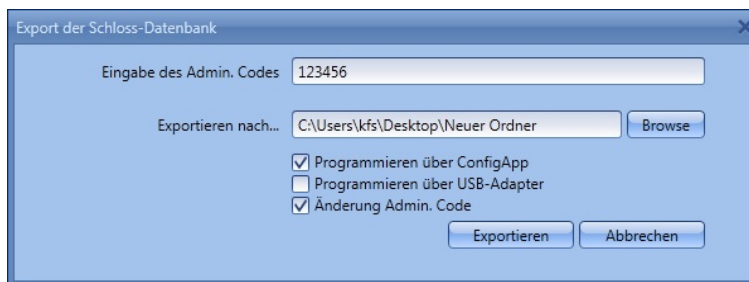 Export der Schloss-Datenbank
Eingabe des Admin. Codes 123456
Exportieren nach... C:\Users\kfs\Desktop\Neuer Ordner Browse
Programmieren über ConfigApp
Programmieren über USB-Adapter
Änderung Admin. Code
Exportieren Abbrechen